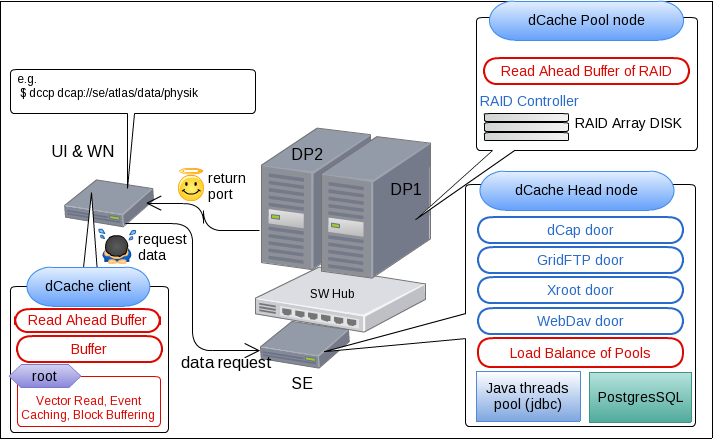 dCache Pool node
Read Ahead Buffer of RAID
RAID Controller
RAID Array DISK
e.g.
$ dccp dcap://se/atlas/data/physik
UI & WN
return
port
DP2
DP1
request
data
dCache Head node
dCap door
GridFTP door
Xroot door
WebDav door
Load Balance of Pools
Java threads
pool (jdbc)
PostgresSQL
SW Hub
data request
SE
dCache client
Read Ahead Buffer
Buffer
root
Vector Read, Event
Caching, Block Buffering